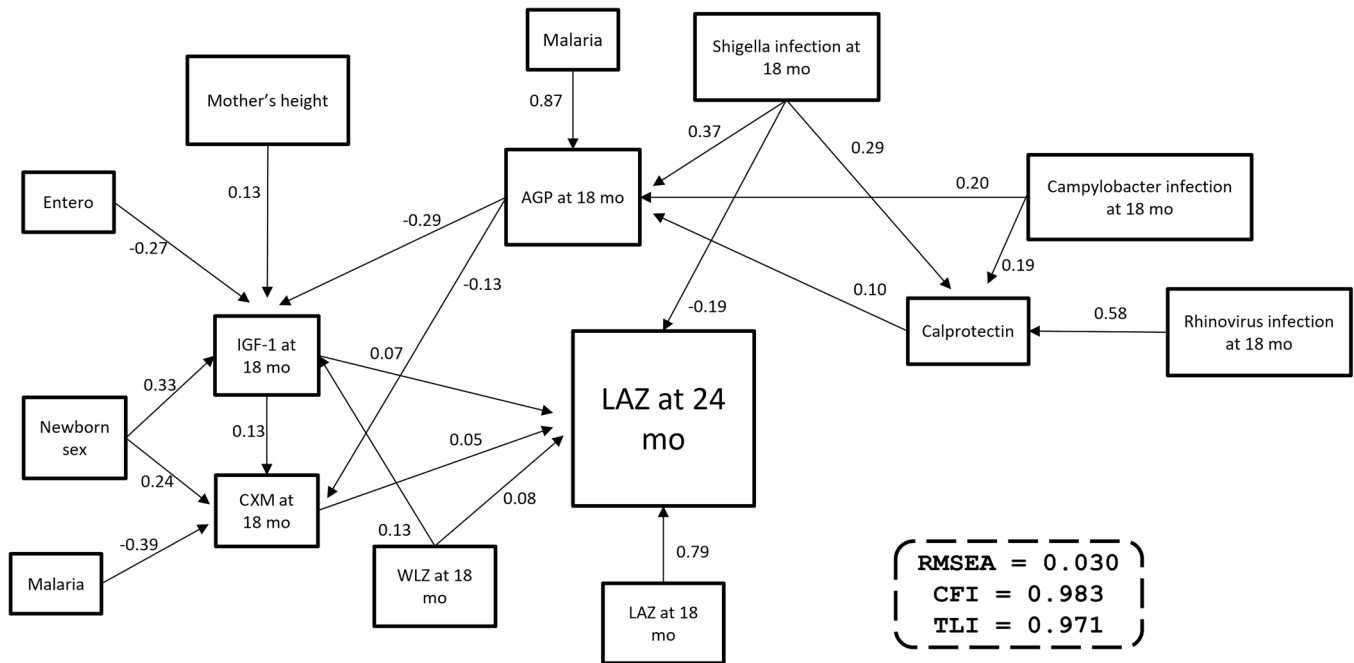 Malaria
Shigella infection at
18 mo
Mother's height
0.87
0.37
0.29
Entero
0.13
AGP at 18 mo
0.20
Campylobacter infection
at 18 mo
-0.27
-0.29
-0.13
0.19
0.10
-0.19
Calprotectin
0.58
Rhinovirus infection
at 18 mo
IGF-1 at
18 mo
0.07
0.33
LAZ at 24
mo
Newborn
sex
0.13
0.05
0.24
CXM at
18 mo
0.08
0.13
-0.39
Malaria
WLZ at 18
mo
0.79
LAZ at 18
mo
RMSEA = 0.030
CFI = 0.983
TLI = 0.971